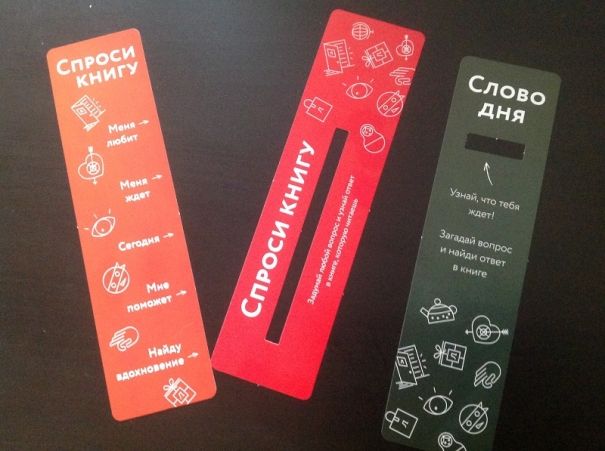 Спроси
книгу
Меня →
любит
Меня →
ждет
Сегодня →
Мне
поможет →
Найду
вдохновение →
Спроси книгу
Задумай любой вопрос и узнай ответ
в книге, которую читаешь
Слово
дня
Узнай, что тебя
ждет!
Загадай вопрос
и найди ответ
в книге